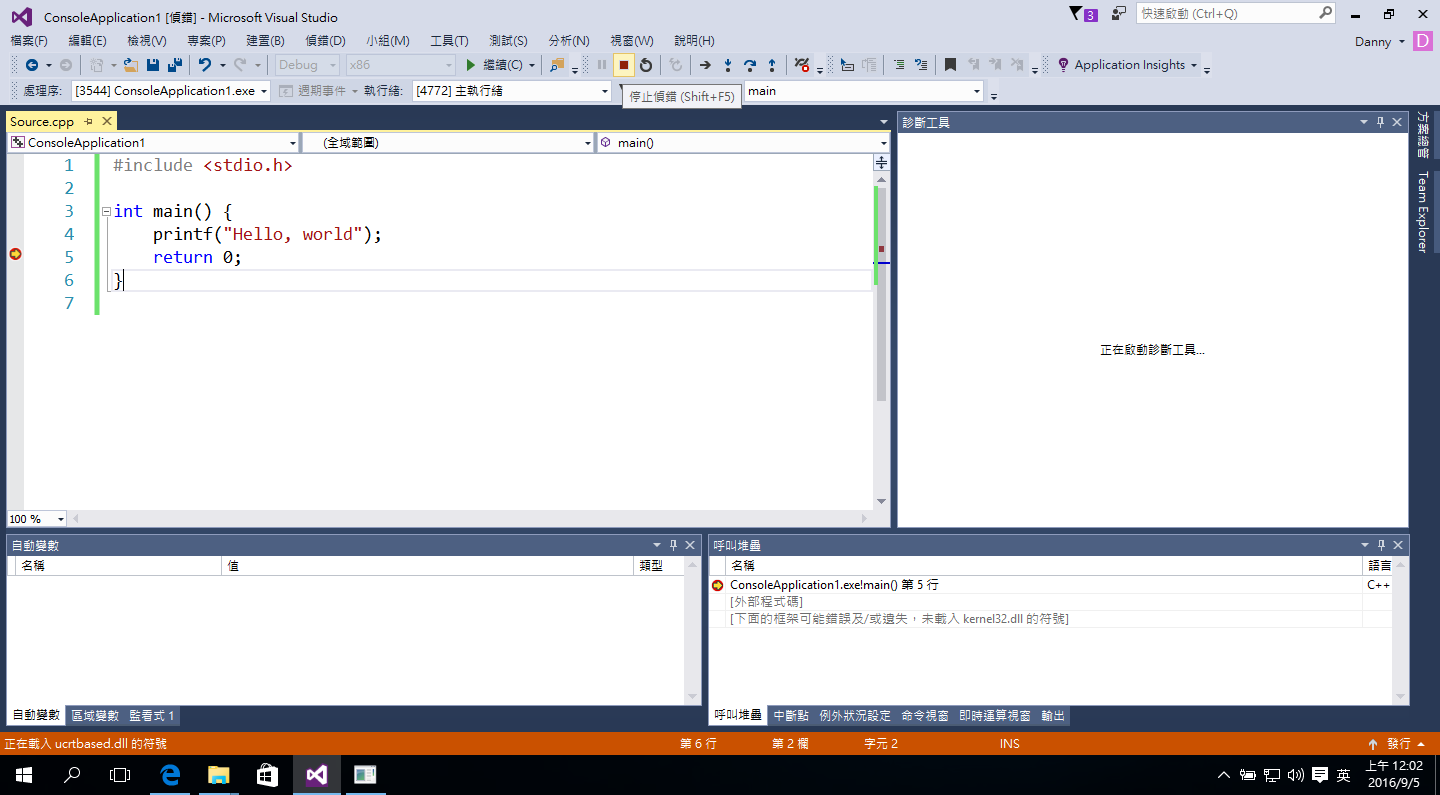 ConsoleApplication1 [偵錯] - Microsoft Visual Studio
3
快速啟動 (Ctrl+Q)
檔案(F) 編輯(E) 檢視(V) 專案(P) 建置(B) 偵錯(D) 小組(M) 工具(T) 測試(S) 分析(N) 視窗(W) 說明(H)
Danny D
Debug x86 繼續(C) Application Insights
處理序: [3544] ConsoleApplication1.exe 週期事件 執行緒: [4772] 主執行緒 main
停止偵錯 (Shift+F5)
Source.cpp
ConsoleApplication1 (全域範圍) main()
1 #include <stdio.h>
2
3 int main() {
4 printf("Hello, world");
5 return 0;
6 }
7
100 %
診斷工具
正在啟動診斷工具...
方案總管
Team Explorer
自動變數
名稱 值 類型
自動變數 區域變數 監看式 1
呼叫堆疊
名稱 語言
ConsoleApplication1.exe!main() 第 5 行 C++
[外部程式碼]
[下面的框架可能錯誤及/或遺失，未載入 kernel32.dll 的符號]
呼叫堆疊 中斷點 例外狀況設定 命令視窗 即時運算視窗 輸出
正在載入 ucrtbased.dll 的符號 第 6 行 第 2 欄 字元 2 INS 發行
英
上午 12:02
2016/9/5